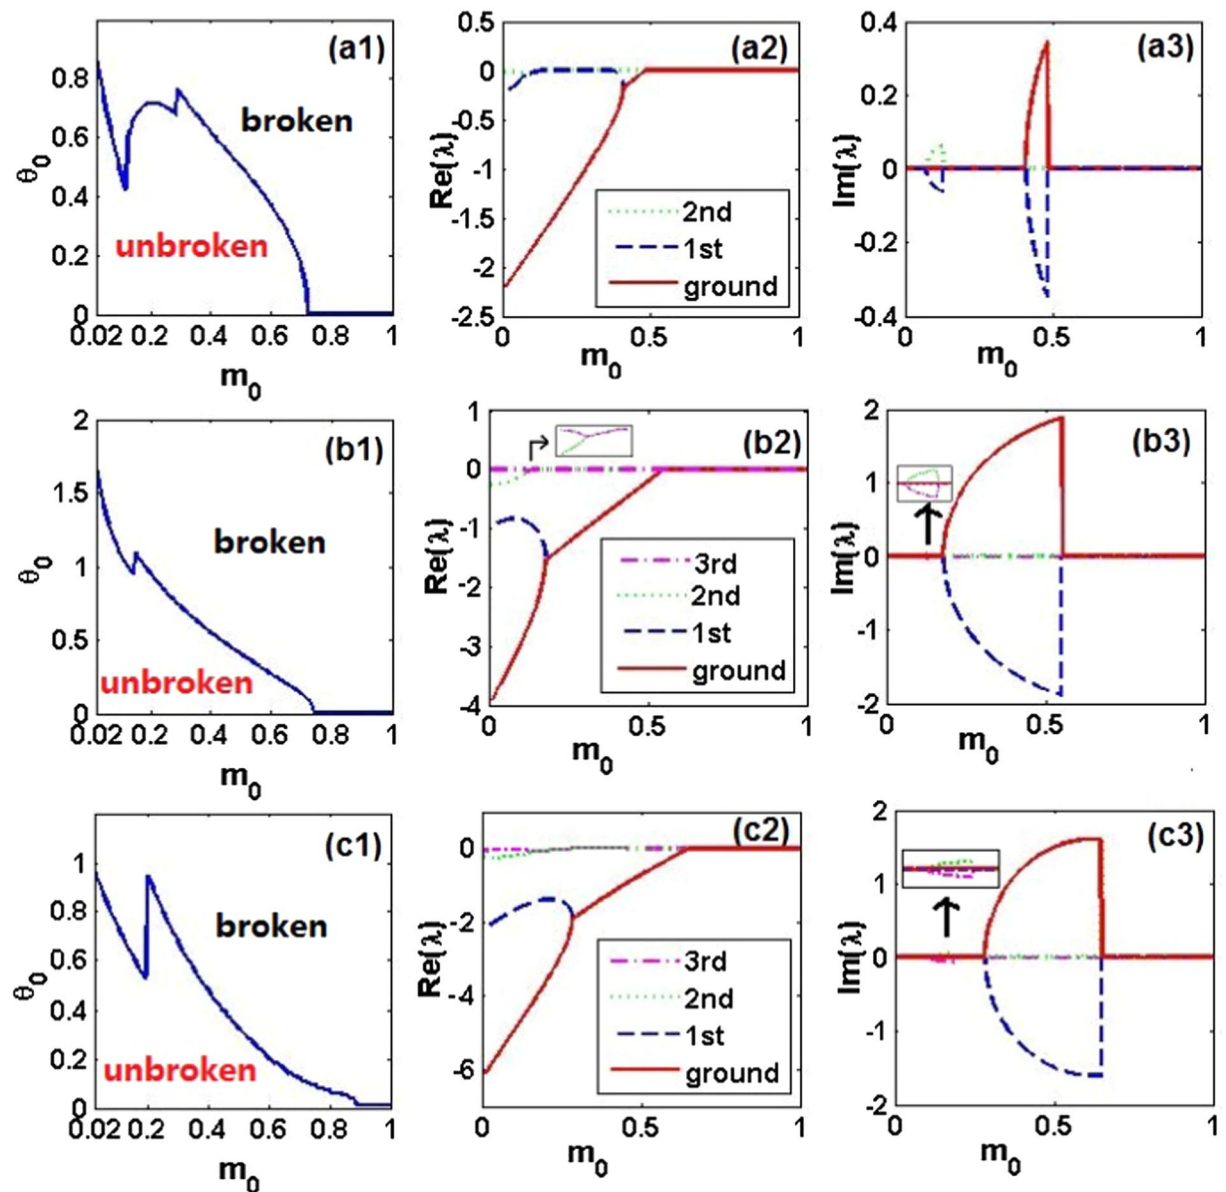 (a1)
0.8
0.6
0.4
0.2
0
θ0
broken
unbroken
0.02 0.2 0.4 0.6 0.8 1
m0
(a2)
0.5
0
-0.5
-1
-1.5
-2
-2.5
Re(λ)
2nd
1st
ground
0 0.5 1
m0
(a3)
0.4
0.2
0
-0.2
-0.4
Im(λ)
0 0.5 1
m0
(b1)
2
1.5
1
0.5
0
θ0
broken
unbroken
0.02 0.2 0.4 0.6 0.8 1
m0
(b2)
1
0
-1
-2
-3
-4
Re(λ)
3rd
2nd
1st
ground
0 0.5 1
m0
(b3)
2
1
0
-1
-2
Im(λ)
0 0.5 1
m0
(c1)
1
0.8
0.6
0.4
0.2
0
θ0
broken
unbroken
0.02 0.2 0.4 0.6 0.8 1
m0
(c2)
0
-2
-4
-6
Re(λ)
3rd
2nd
1st
ground
0 0.5 1
m0
(c3)
2
1
0
-1
-2
Im(λ)
0 0.5 1
m0